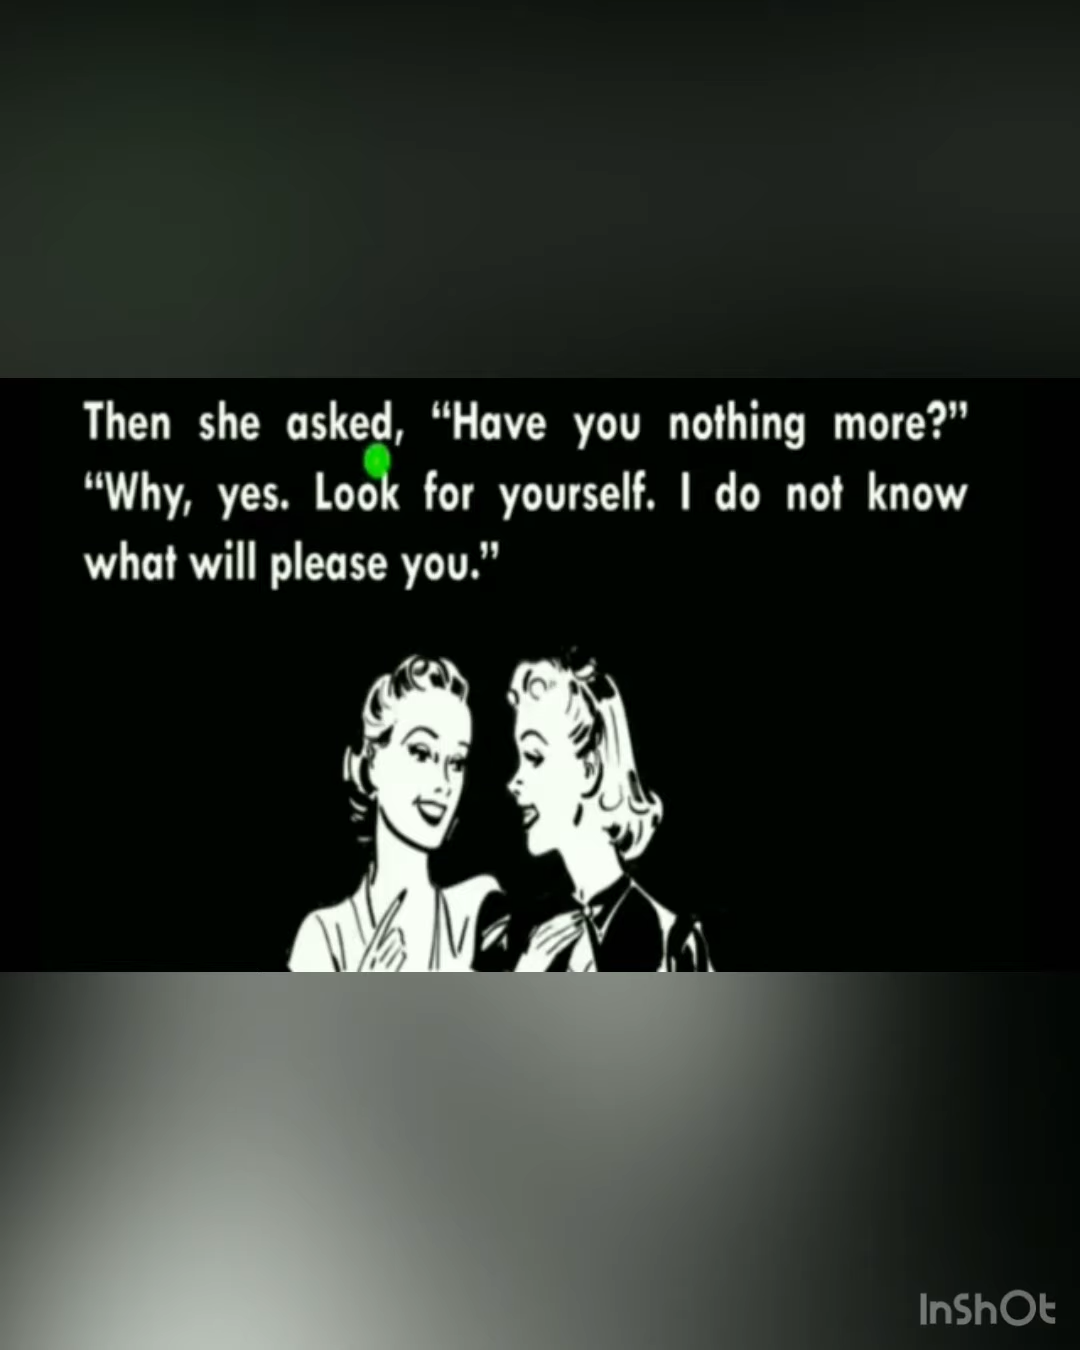 Then she asked, “Have you nothing more?”
“Why, yes. Look for yourself. I do not know
what will please you.”
InShOt